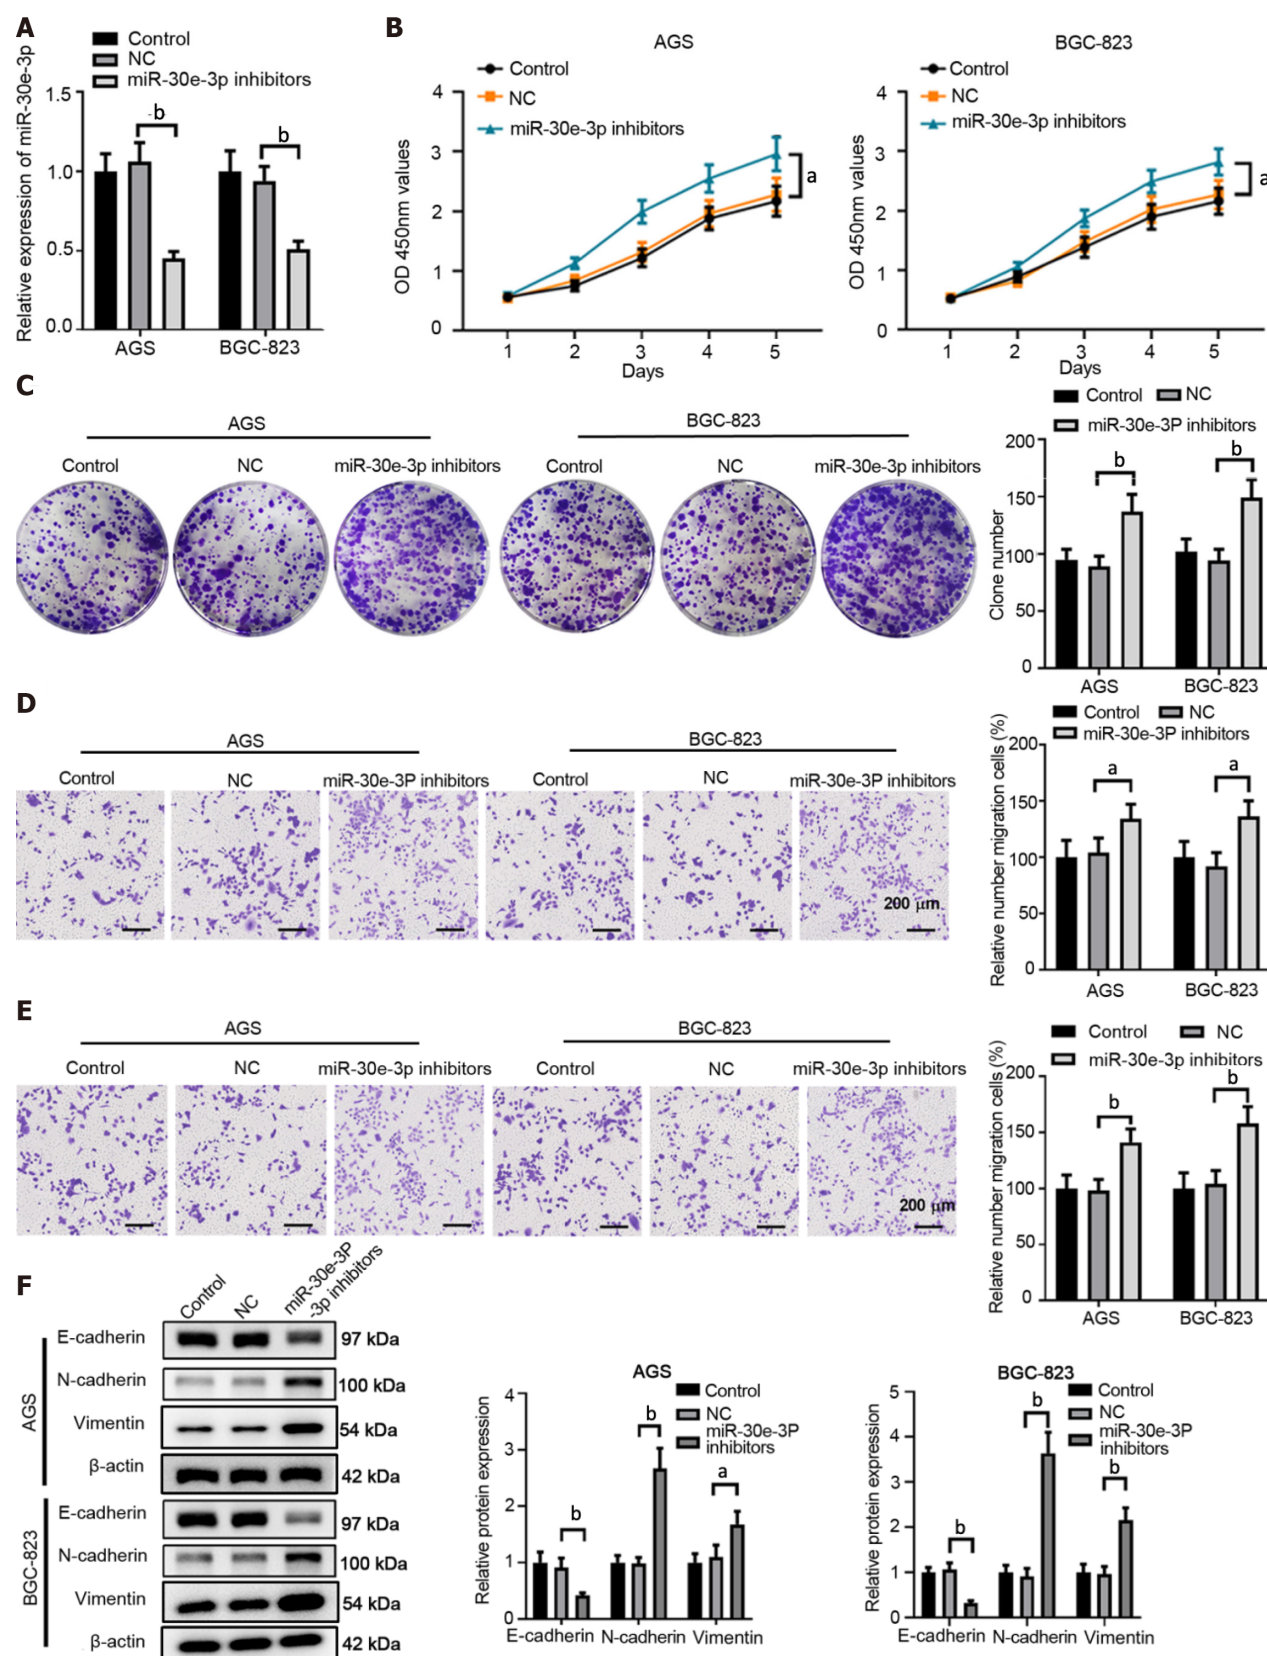 A
Control
NC
miR-30e-3p inhibitors
Relative expression of miR-30e-3p
1.5
1.0
0.5
0.0
b
b
AGS
BGC-823
B
AGS
Control
NC
miR-30e-3p inhibitors
OD 450nm values
4
3
2
1
0
a
1 2 3 4 5
Days
BGC-823
Control
NC
miR-30e-3p inhibitors
OD 450nm values
4
3
2
1
0
a
1 2 3 4 5
Days
C
AGS
BGC-823
Control
NC
miR-30e-3p inhibitors
Control
NC
miR-30e-3p inhibitors
Control
NC
miR-30e-3P inhibitors
Clone number
200
150
100
50
0
b
b
AGS
BGC-823
D
AGS
BGC-823
Control
NC
miR-30e-3P inhibitors
Control
NC
miR-30e-3P inhibitors
200 μm
Control
NC
miR-30e-3P inhibitors
Relative number migration cells (%)
200
150
100
50
0
a
a
AGS
BGC-823
E
AGS
BGC-823
Control
NC
miR-30e-3p inhibitors
Control
NC
miR-30e-3p inhibitors
200 μm
Control
NC
miR-30e-3p inhibitors
Relative number migration cells (%)
200
150
100
50
0
b
b
AGS
BGC-823
F
Control
NC
miR-30e-3P
-3p inhibitors
AGS
E-cadherin
97 kDa
N-cadherin
100 kDa
Vimentin
54 kDa
β-actin
42 kDa
BGC-823
E-cadherin
97 kDa
N-cadherin
100 kDa
Vimentin
54 kDa
β-actin
42 kDa
AGS
Control
NC
miR-30e-3P
inhibitors
Relative protein expression
4
3
2
1
0
b
b
a
E-cadherin N-cadherin Vimentin
BGC-823
Control
NC
miR-30e-3P
inhibitors
Relative protein expression
5
4
3
2
1
0
b
b
b
E-cadherin N-cadherin Vimentin